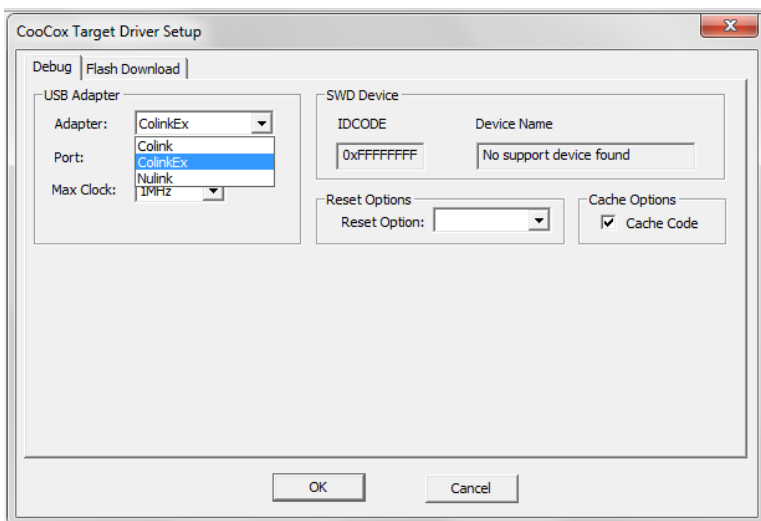 CooCox Target Driver Setup
Debug
Flash Download
USB Adapter
Adapter:
ColinkEx
Colink
ColinkEx
Nulink
Port:
Max Clock:
1MHz
SWD Device
IDCODE
Device Name
0xFFFFFFFF
No support device found
Reset Options
Reset Option:
Cache Options
Cache Code
OK
Cancel